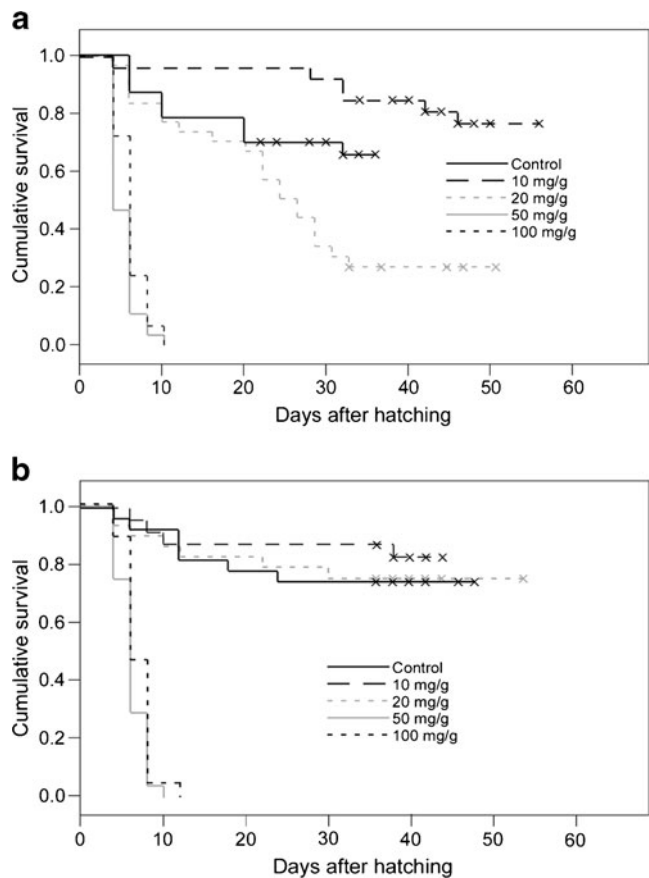 a
1.0
0.8
0.6
0.4
0.2
0.0
Cumulative survival
Control
10 mg/g
20 mg/g
50 mg/g
100 mg/g
0 10 20 30 40 50 60
Days after hatching
b
1.0
0.8
0.6
0.4
0.2
0.0
Cumulative survival
Control
10 mg/g
20 mg/g
50 mg/g
100 mg/g
0 10 20 30 40 50 60
Days after hatching